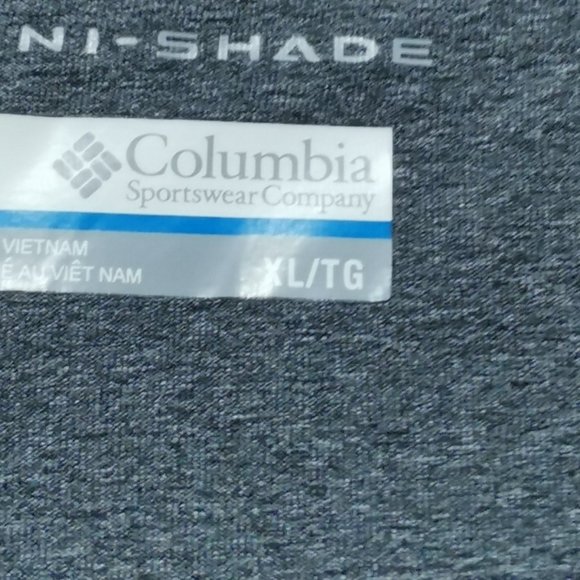 NI-SHADE
Columbia
Sportswear Company
VIETNAM
É AU VIÊT NAM
XL/TG